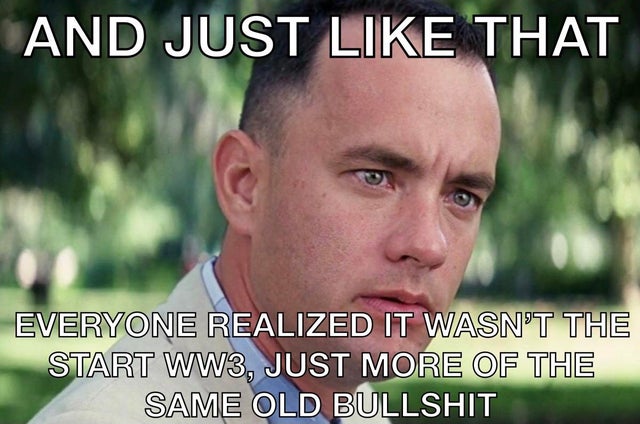 AND JUST LIKE THAT
EVERYONE REALIZED IT WASN'T THE
START WW3, JUST MORE OF THE
SAME OLD BULLSHIT